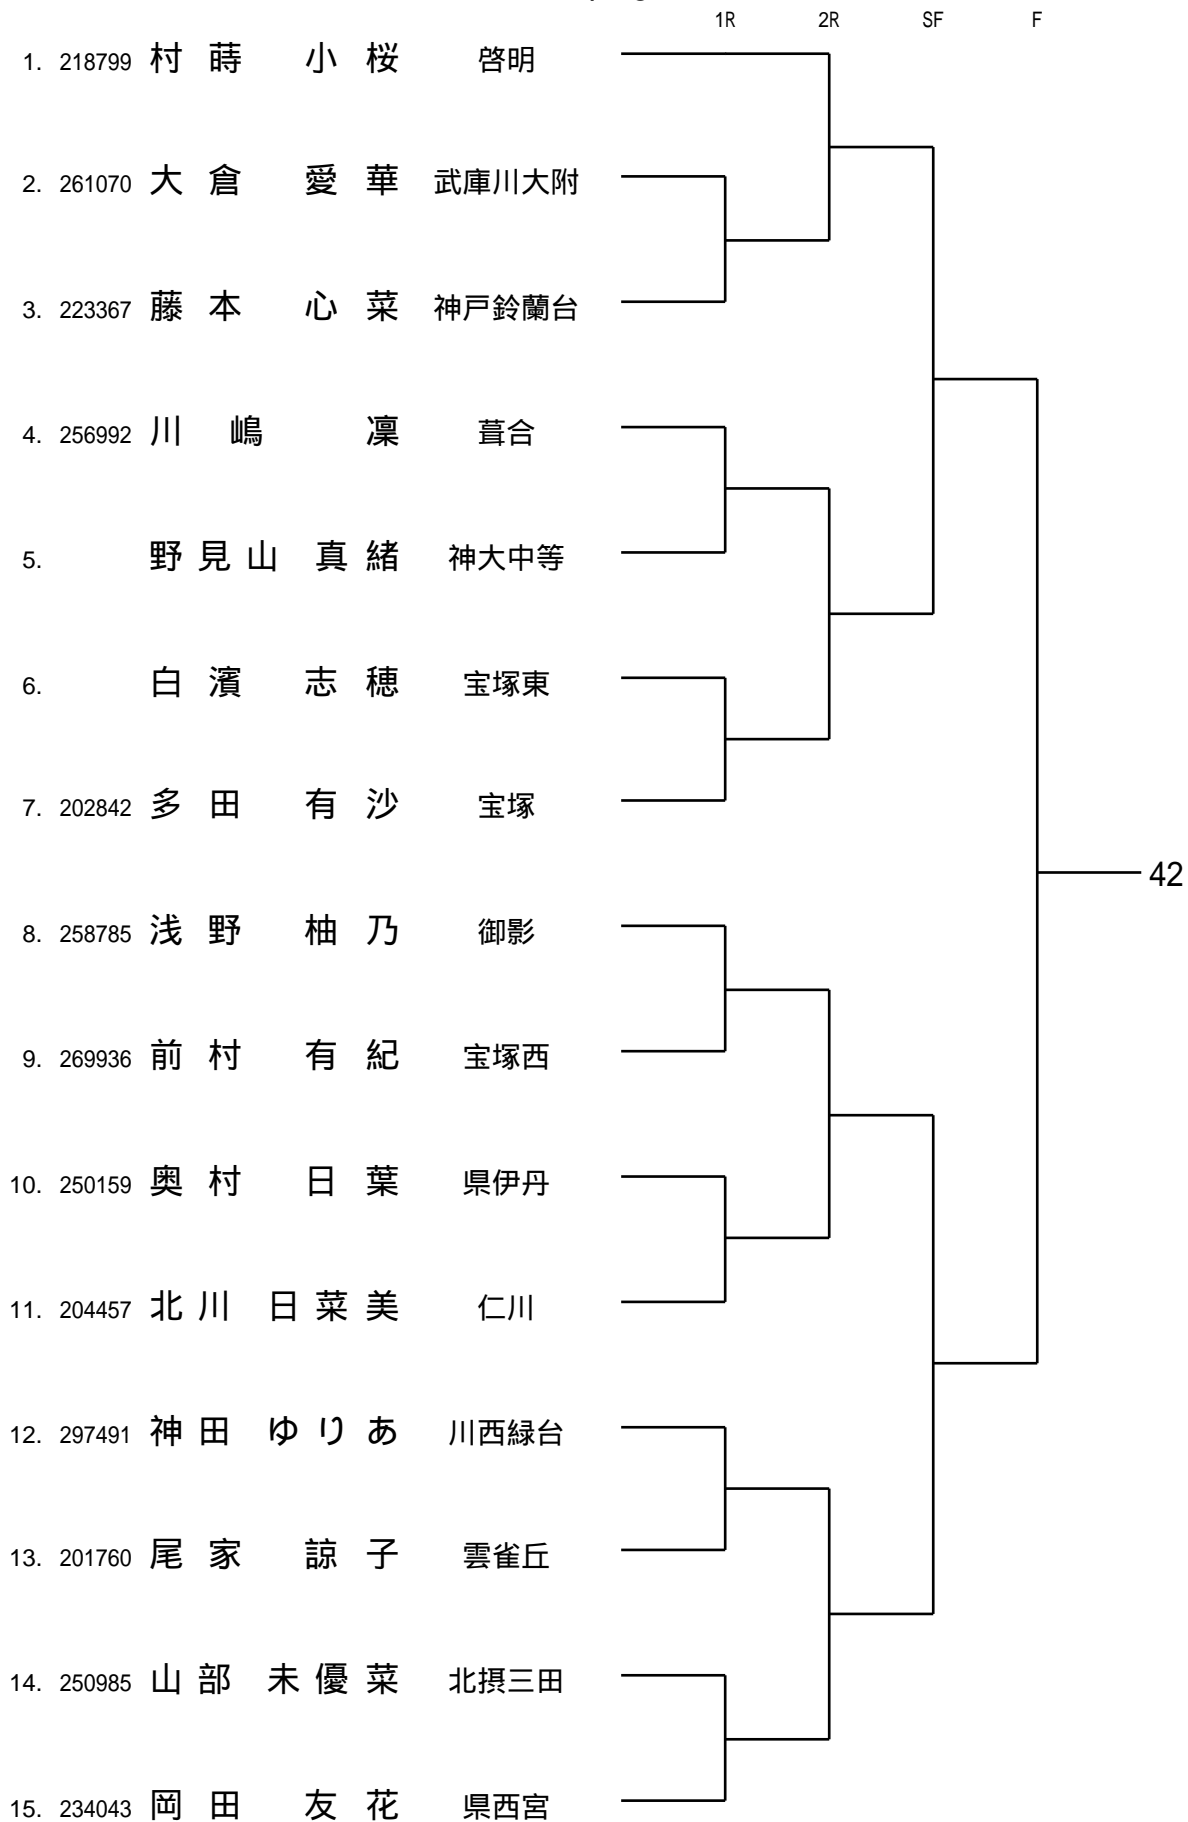 1R 2R SF F
1. 218799 村蒔 小桜 啓明
2. 261070 大倉 愛華 武庫川大附
3. 223367 藤本 心菜 神戸鈴蘭台
4. 256992 川嶋 凜 葺合
5. 野見山 真緒 神大中等
6. 白濱 志穂 宝塚東
7. 202842 多田 有沙 宝塚
42
8. 258785 浅野 柚乃 御影
9. 269936 前村 有紀 宝塚西
10. 250159 奥村 日葉 県伊丹
11. 204457 北川 日菜美 仁川
12. 297491 神田 ゆりあ 川西緑台
13. 201760 尾家 諒子 雲雀丘
14. 250985 山部 未優菜 北摂三田
15. 234043 岡田 友花 県西宮